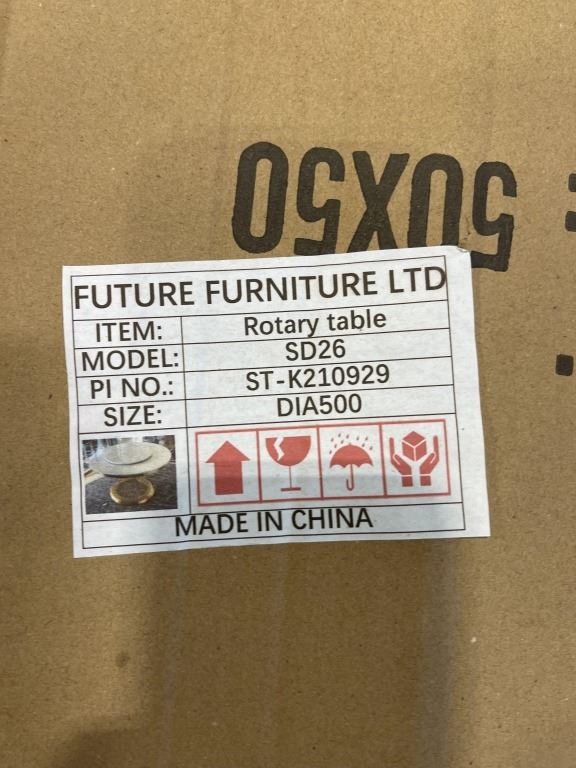 50X50
FUTURE FURNITURE LTD
ITEM: Rotary table
MODEL: SD26
PI NO.: ST-K210929
SIZE: DIA500
MADE IN CHINA